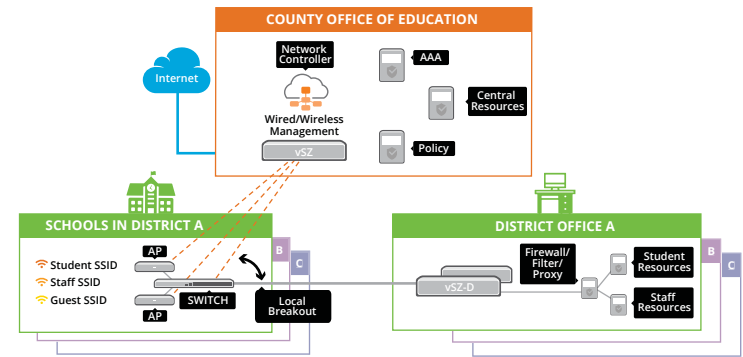 COUNTY OFFICE OF EDUCATION
Network
Controller
AAA
Internet
Central
Resources
Wired/Wireless
Management
vSZ
Policy
SCHOOLS IN DISTRICT A
B
C
AP
Student SSID
Staff SSID
Guest SSID
SWITCH
AP
Local
Breakout
DISTRICT OFFICE A
B
C
Firewall/
Filter/
Proxy
Student
Resources
vSZ-D
Staff
Resources